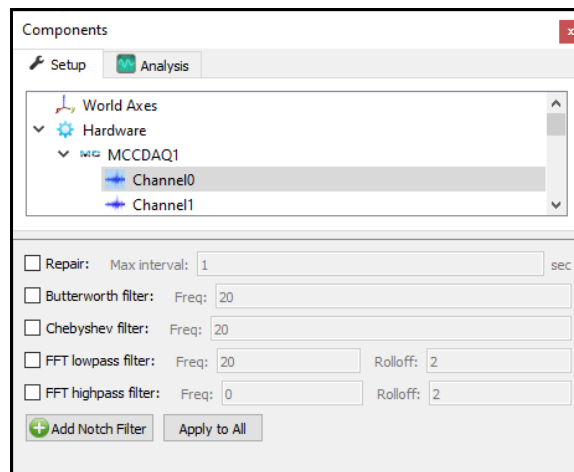 Components x
Setup Analysis
World Axes
Hardware
MC MCCDAQ1
Channel0
Channel1
Repair: Max interval: 1 sec
Butterworth filter: Freq: 20
Chebyshev filter: Freq: 20
FFT lowpass filter: Freq: 20 Rolloff: 2
FFT highpass filter: Freq: 0 Rolloff: 2
Add Notch Filter Apply to All